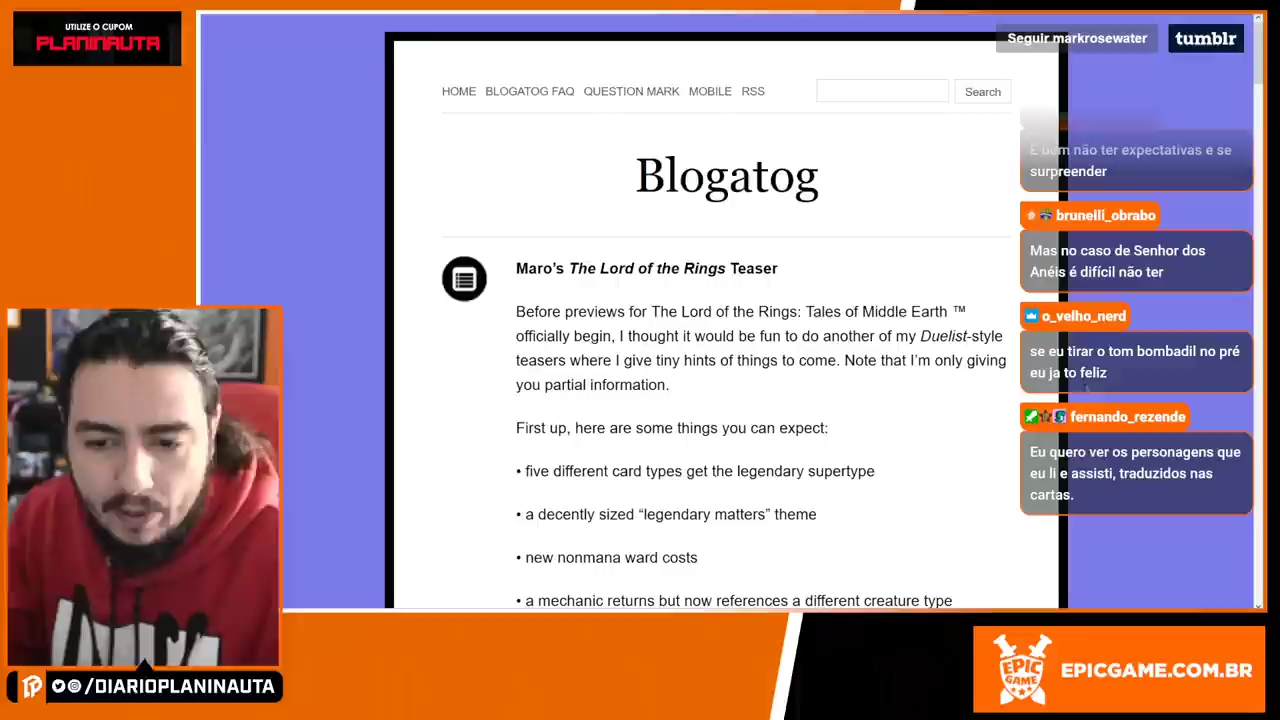 UTILIZE O CUPOM
PLANINAUTA
Seguir markrosewater
tumblr
HOME BLOGATOG FAQ QUESTION MARK MOBILE RSS
Search
Blogatog
Maro’s The Lord of the Rings Teaser
Before previews for The Lord of the Rings: Tales of Middle Earth ™
officially begin, I thought it would be fun to do another of my Duelist-style
teasers where I give tiny hints of things to come. Note that I’m only giving
you partial information.
First up, here are some things you can expect:
• five different card types get the legendary supertype
• a decently sized “legendary matters” theme
• new nonmana ward costs
• a mechanic returns but now references a different creature type
É bom não ter expectativas e se
surpreender
brunelli_obrabo
Mas no caso de Senhor dos
Anéis é difícil não ter
o_velho_nerd
se eu tirar o tom bombadil no pré
eu ja to feliz
fernando_rezende
Eu quero ver os personagens que
eu li e assisti, traduzidos nas
cartas.
/DIARIOPLANINAUTA
EPIC
GAME
EPICGAME.COM.BR